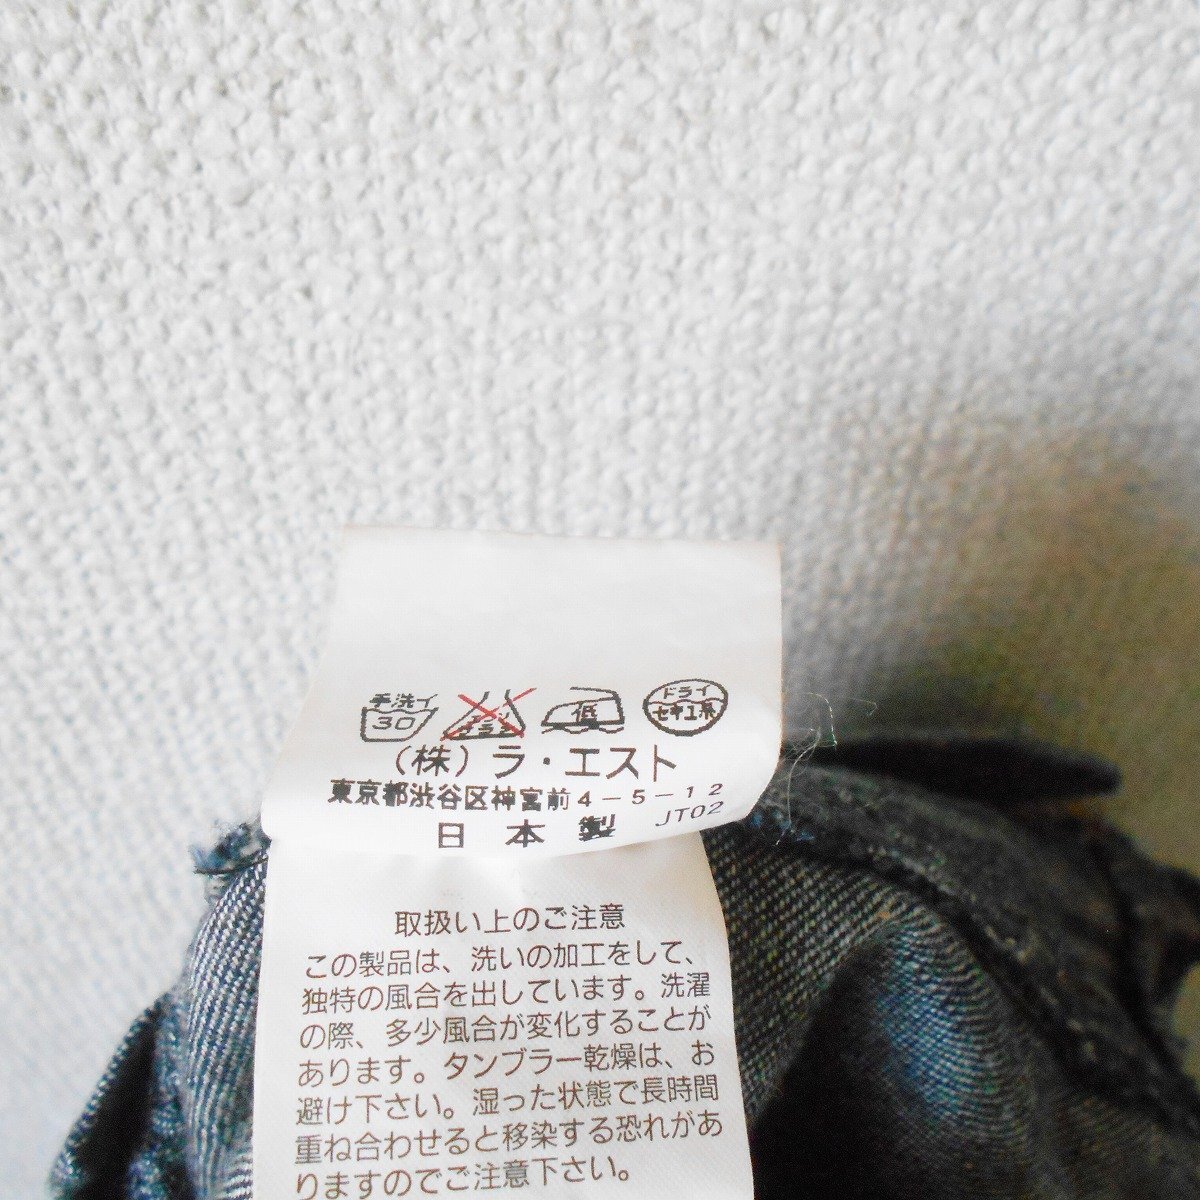 手洗イ
30
エンソ
サラシ
低
ドライ
セキユ系
(株)ラ・エスト
東京都渋谷区神宮前4-5-12
日本製 JT02
取扱い上のご注意
この製品は、洗いの加工をして、
独特の風合を出しています。洗濯
の際、多少風合が変化することが
あります。タンブラー乾燥は、お
避け下さい。湿った状態で長時間
重ね合わせると移染する恐れがあ
りますのでご注意下さい。